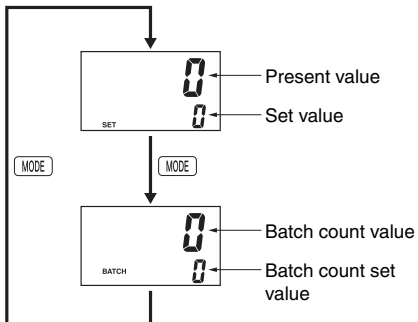 0
Present value
0
Set value
SET
MODE
MODE
0
Batch count value
0
Batch count set
value
BATCH